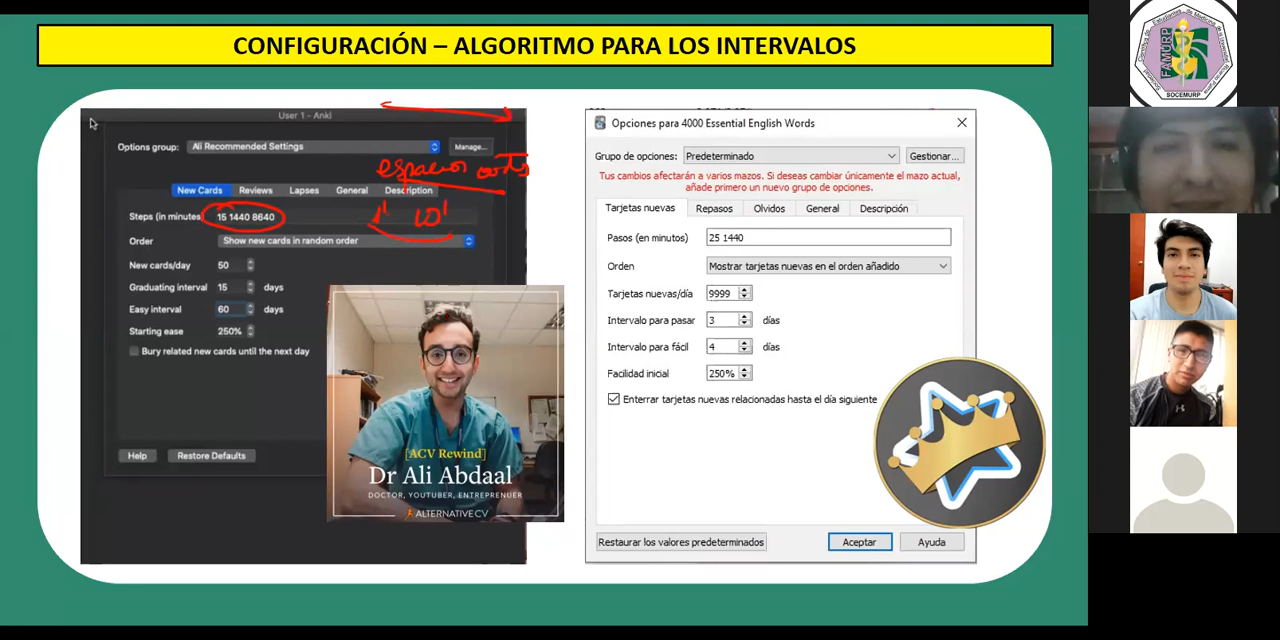 CONFIGURACIÓN – ALGORITMO PARA LOS INTERVALOS
User 1 - Anki
Options group: Ali Recommended Settings Manage...
espacios cortos
New Cards Reviews Lapses General Description
Steps (in minutes) 15 1440 8640
1' 10'
Order Show new cards in random order
New cards/day 50
Graduating interval 15 days
Easy interval 60 days
Starting ease 250%
Bury related new cards until the next day
Help Restore Defaults
[ACV Rewind]
Dr Ali Abdaal
DOCTOR, YOUTUBER, ENTREPRENUER
ALTERNATIVECV
Opciones para 4000 Essential English Words
Grupo de opciones: Predeterminado Gestionar...
Tus cambios afectarán a varios mazos. Si deseas cambiar únicamente el mazo actual,
añade primero un nuevo grupo de opciones.
Tarjetas nuevas Repasos Olvidos General Descripción
Pasos (en minutos) 25 1440
Orden Mostrar tarjetas nuevas en el orden añadido
Tarjetas nuevas/día 9999
Intervalo para pasar 3 días
Intervalo para fácil 4 días
Facilidad inicial 250%
Enterrar tarjetas nuevas relacionadas hasta el día siguiente
Restaurar los valores predeterminados Aceptar Ayuda
FAMURP
SOCEMURP